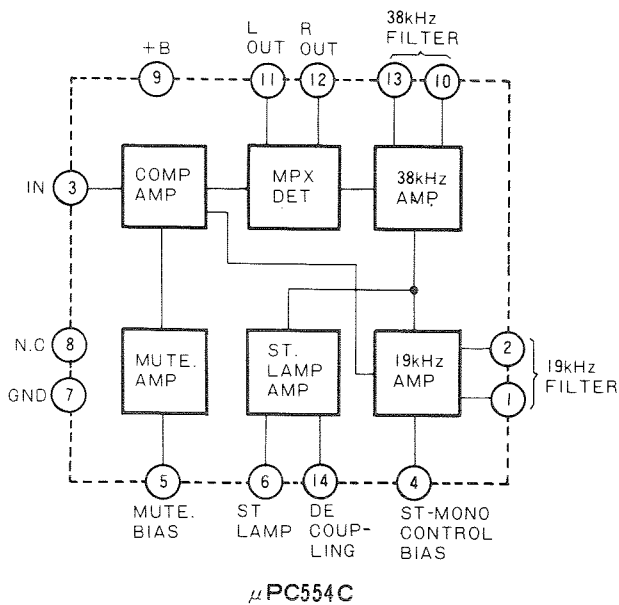 +B
9
L
OUT
11
R
OUT
12
38kHz
FILTER
13
10
IN
3
COMP
AMP
MPX
DET
38kHz
AMP
N.C
8
GND
7
MUTE.
AMP
ST.
LAMP
AMP
19kHz
AMP
2
1
19kHz
FILTER
5
MUTE.
BIAS
6
ST
LAMP
14
DE
COUP-
LING
4
ST-MONO
CONTROL
BIAS
μPC554C